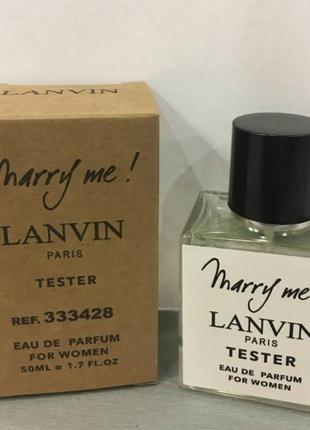 LANVIN
Marry me!
LANVIN
PARIS
TESTER
REF. 333428
EAU DE PARFUM
FOR WOMEN
50ML e 1.7 FL.OZ
Marry me!
LANVIN
PARIS
TESTER
EAU DE PARFUM
FOR WOMEN